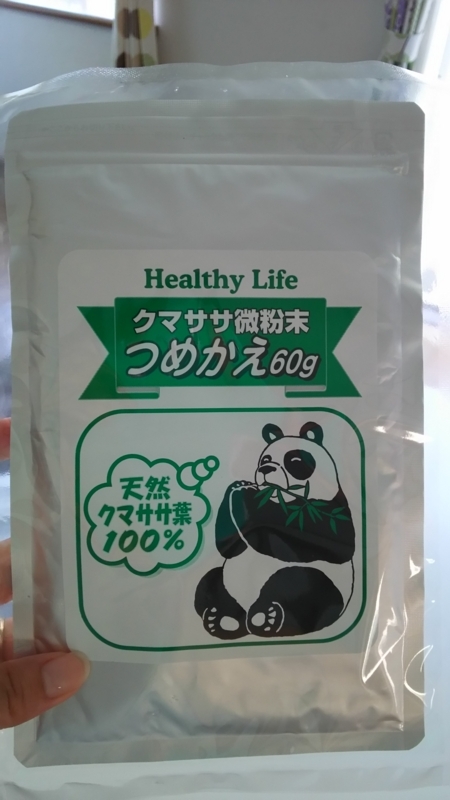 Healthy Life
クマササ微粉末
つめかえ60g
天然
クマササ葉
100%